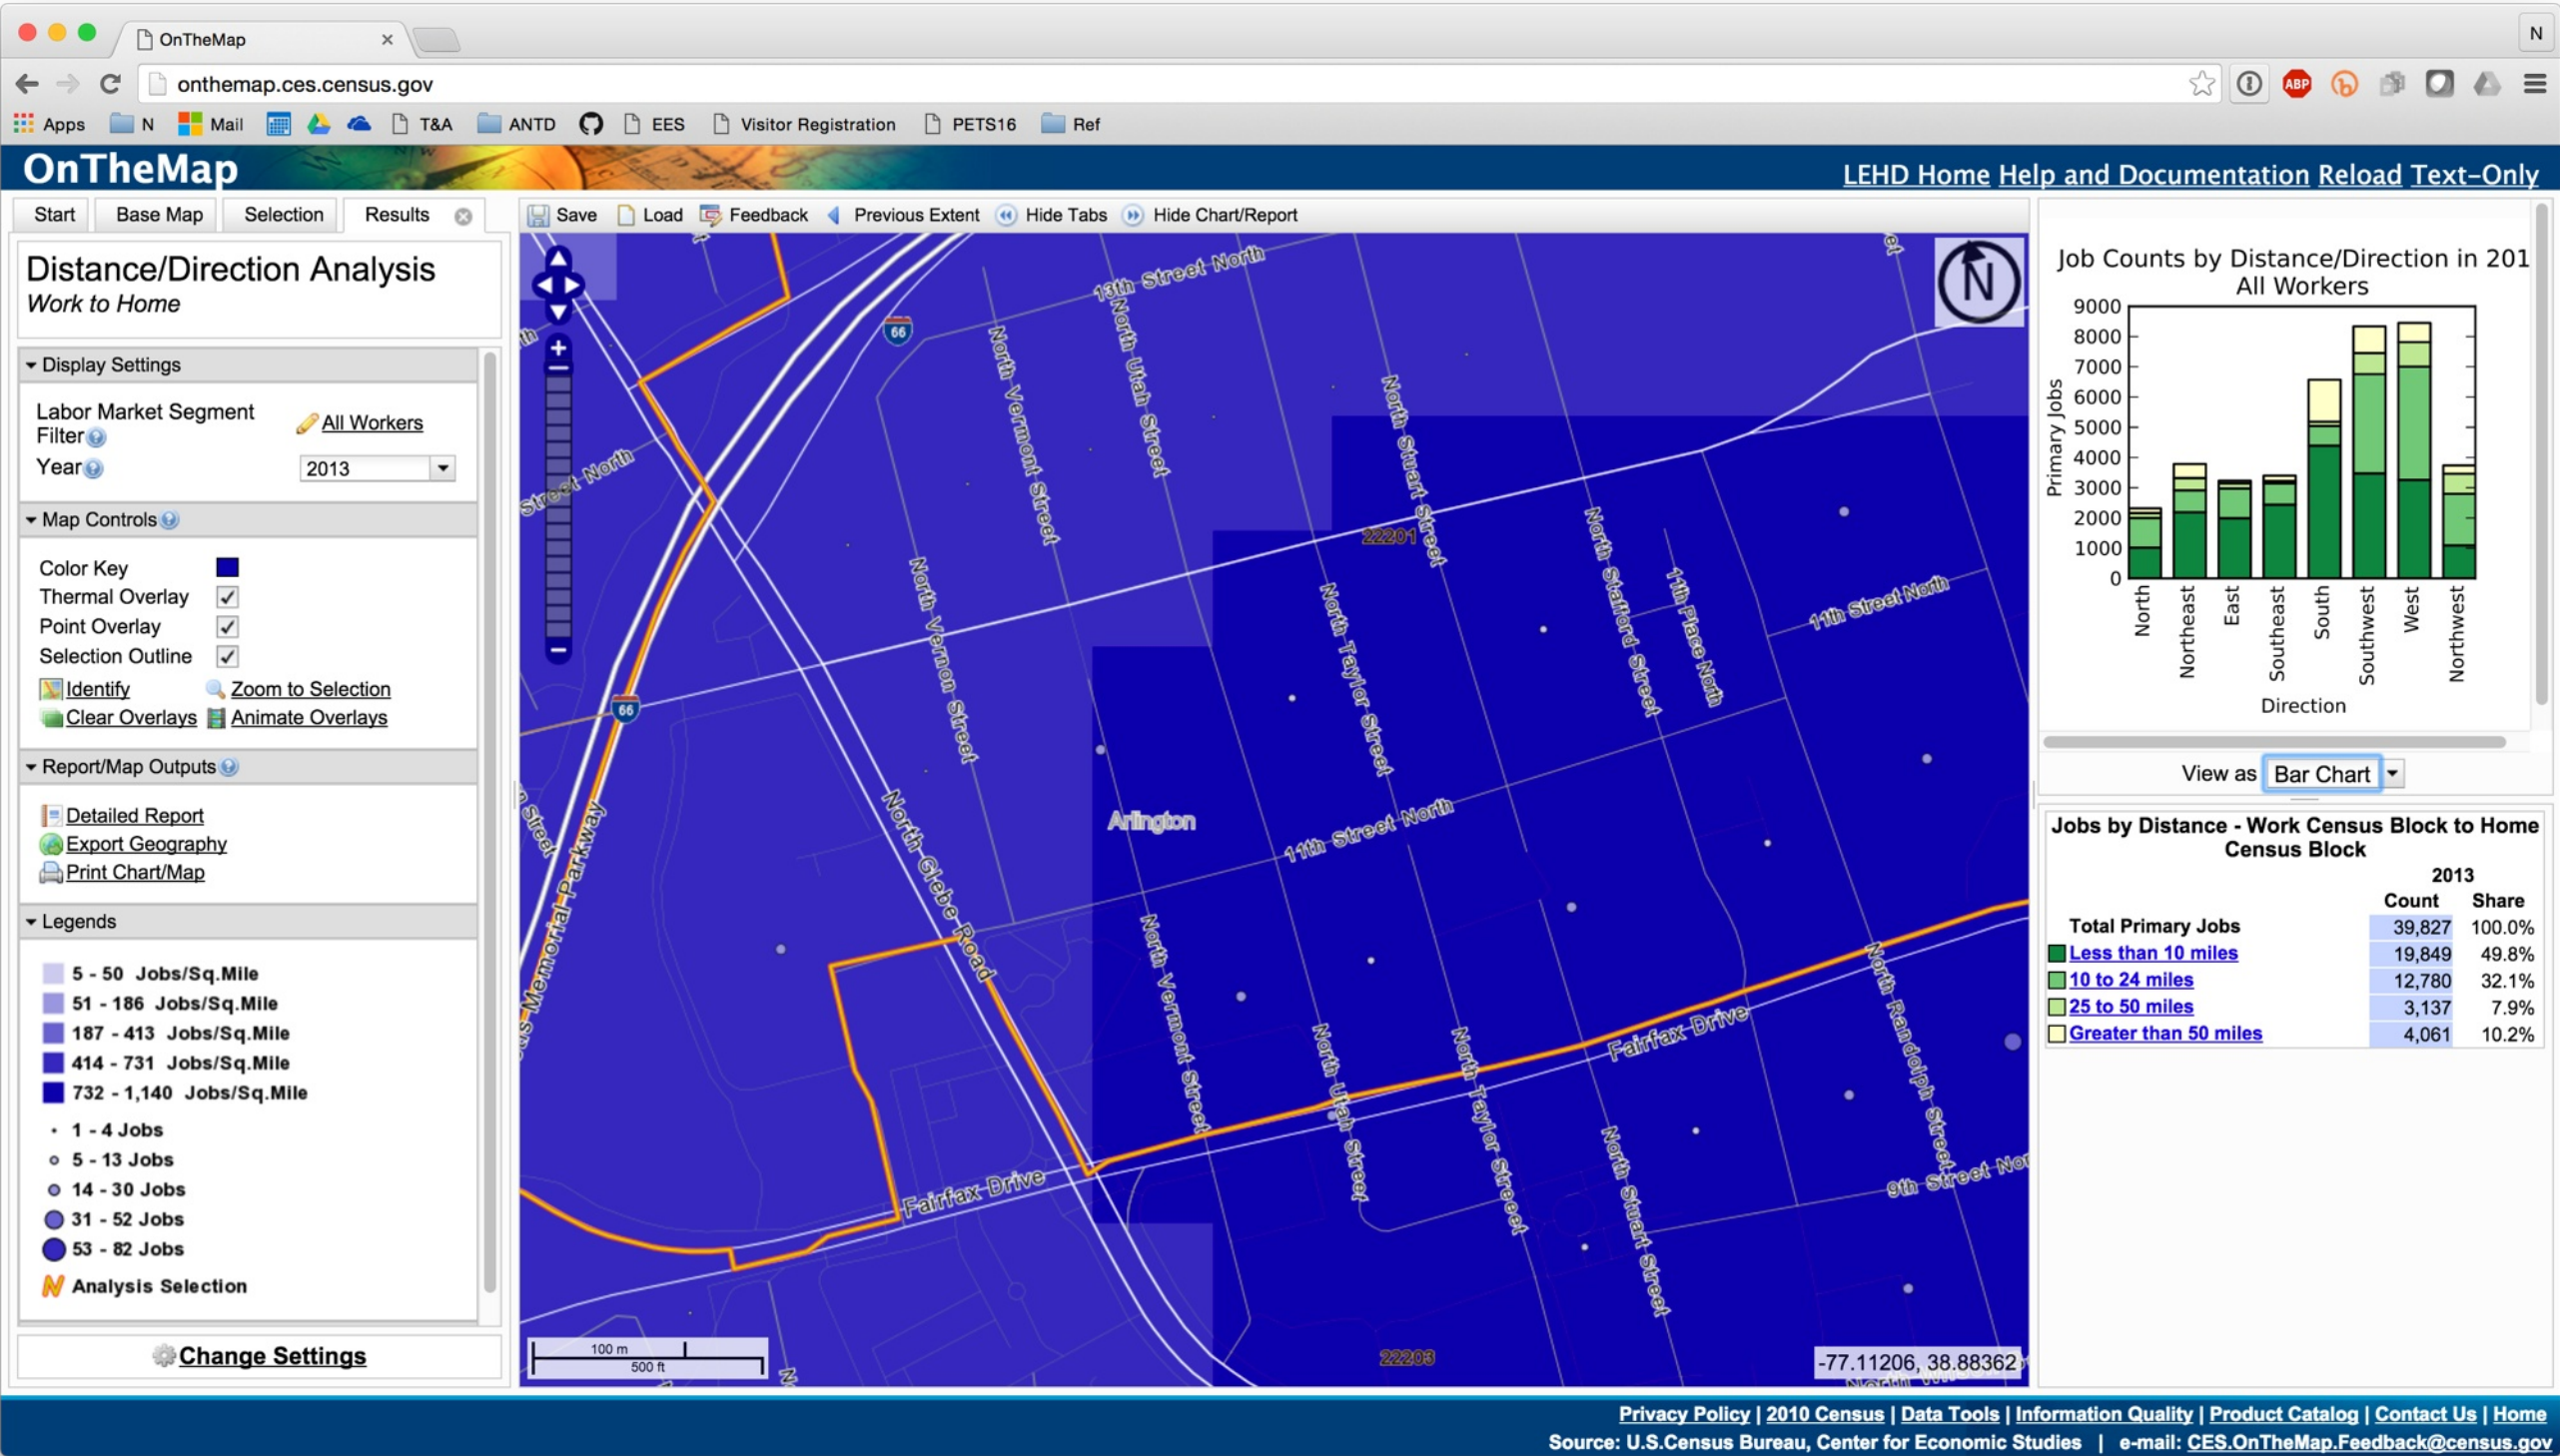 OnTheMap
N
onthemap.ces.census.gov
ABP
Apps N Mail T&A ANTD EES Visitor Registration PETS16 Ref
OnTheMap
LEHD Home Help and Documentation Reload Text-Only
Start Base Map Selection Results
Save Load Feedback Previous Extent Hide Tabs Hide Chart/Report
Distance/Direction Analysis
Work to Home
Display Settings
Labor Market Segment
Filter
All Workers
Year
2013
Map Controls
Color Key
Thermal Overlay
Point Overlay
Selection Outline
Identify Zoom to Selection
Clear Overlays Animate Overlays
Report/Map Outputs
Detailed Report
Export Geography
Print Chart/Map
Legends
5 - 50 Jobs/Sq.Mile
51 - 186 Jobs/Sq.Mile
187 - 413 Jobs/Sq.Mile
414 - 731 Jobs/Sq.Mile
732 - 1,140 Jobs/Sq.Mile
1 - 4 Jobs
5 - 13 Jobs
14 - 30 Jobs
31 - 52 Jobs
53 - 82 Jobs
Analysis Selection
Change Settings
13th Street North
N
66
North Vermont Street
North Utah Street
North Stuart Street
Street North
22201
North Vernon Street
North Taylor Street
North Stafford Street
11th Place North
11th Street North
66
Arlington
11th Street North
North Glebe Road
Memorial Parkway
Street
North Vermont Street
North Utah Street
North Taylor Street
North Stuart Street
North Randolph Street
Fairfax Drive
Fairfax Drive
9th Street Nor
22203
100 m
500 ft
-77.11206, 38.88362
Job Counts by Distance/Direction in 201
All Workers
9000
8000
7000
6000
5000
4000
3000
2000
1000
0
Primary Jobs
North
Northeast
East
Southeast
South
Southwest
West
Northwest
Direction
View as Bar Chart
Jobs by Distance - Work Census Block to Home
Census Block
2013
Count Share
Total Primary Jobs 39,827 100.0%
Less than 10 miles 19,849 49.8%
10 to 24 miles 12,780 32.1%
25 to 50 miles 3,137 7.9%
Greater than 50 miles 4,061 10.2%
Privacy Policy | 2010 Census | Data Tools | Information Quality | Product Catalog | Contact Us | Home
Source: U.S.Census Bureau, Center for Economic Studies | e-mail: CES.OnTheMap.Feedback@census.gov